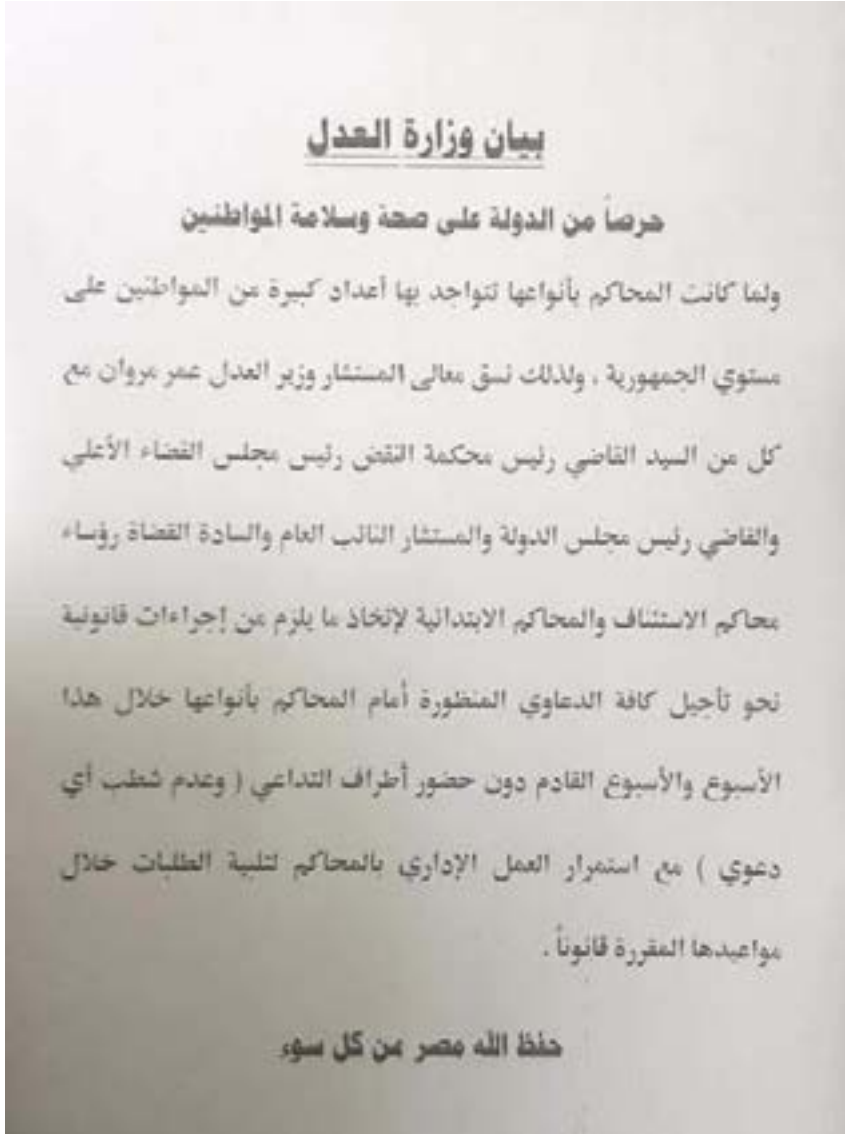 بيان وزارة العدل
حرصاً من الدولة على صحة وسلامة المواطنين
ولما كانت المحاكم بأنواعها تتواجد بها أعداد كبيرة من المواطنين على
مستوي الجمهورية ، ولذلك نسق معالى المستشار وزير العدل عمر مروان مع
كل من السيد القاضي رئيس محكمة النقض رئيس مجلس القضاء الأعلي
والقاضي رئيس مجلس الدولة والمستشار النائب العام والسادة القضاة رؤساء
محاكم الاستئناف والمحاكم الابتدائية لإتخاذ ما يلزم من إجراءات قانونية
نحو تأجيل كافة الدعاوي المنظورة أمام المحاكم بأنواعها خلال هذا
الأسبوع والأسبوع القادم دون حضور أطراف التداعي ( وعدم شطب أي
دعوي ) مع استمرار العمل الإداري بالمحاكم لتلبية الطلبات خلال
مواعيدها المقررة قانوناً .
حفظ الله مصر من كل سوء